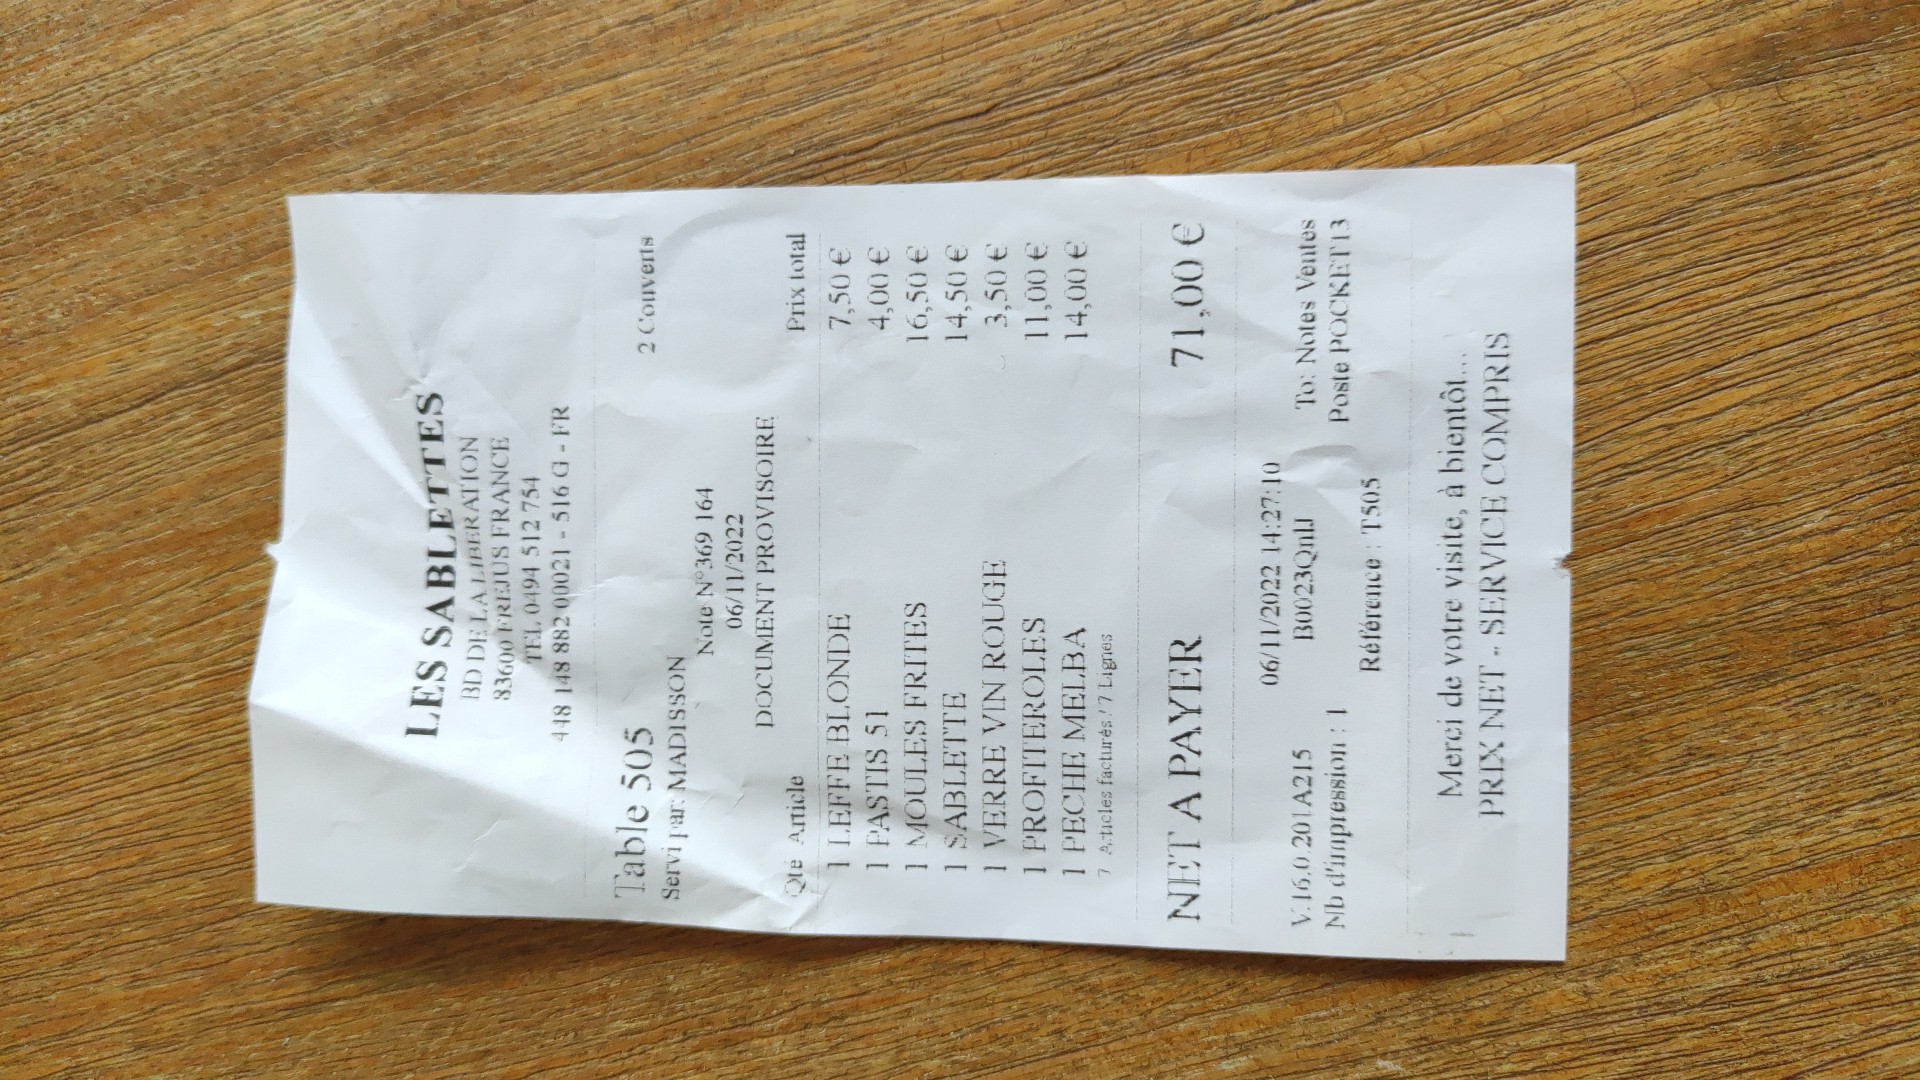 LES SABLETTES
BD DE LA LIBERATION
83600 FREJUS FRANCE
TEL 0494 512 754
448 148 882 00021 - 516 G - FR
Table 505 2 Couverts
Servi par: MADISSON
Note N°369 164
06/11/2022
DOCUMENT PROVISOIRE
Qté Article Prix total
1 LEFFE BLONDE 7,50 €
1 PASTIS 51 4,00 €
1 MOULES FRITES 16,50 €
1 SABLETTE 14,50 €
1 VERRE VIN ROUGE 3,50 €
1 PROFITEROLES 11,00 €
1 PECHE MELBA 14,00 €
7 Articles facturés/ 7 Lignes
NET A PAYER 71,00 €
06/11/2022 14:27:10
V.16.0.201A215 B0023QnIJ To: Notes Ventes
Nb d'impression : 1 Poste POCKET13
Référence : T505
Merci de votre visite, à bientôt...
PRIX NET - SERVICE COMPRIS